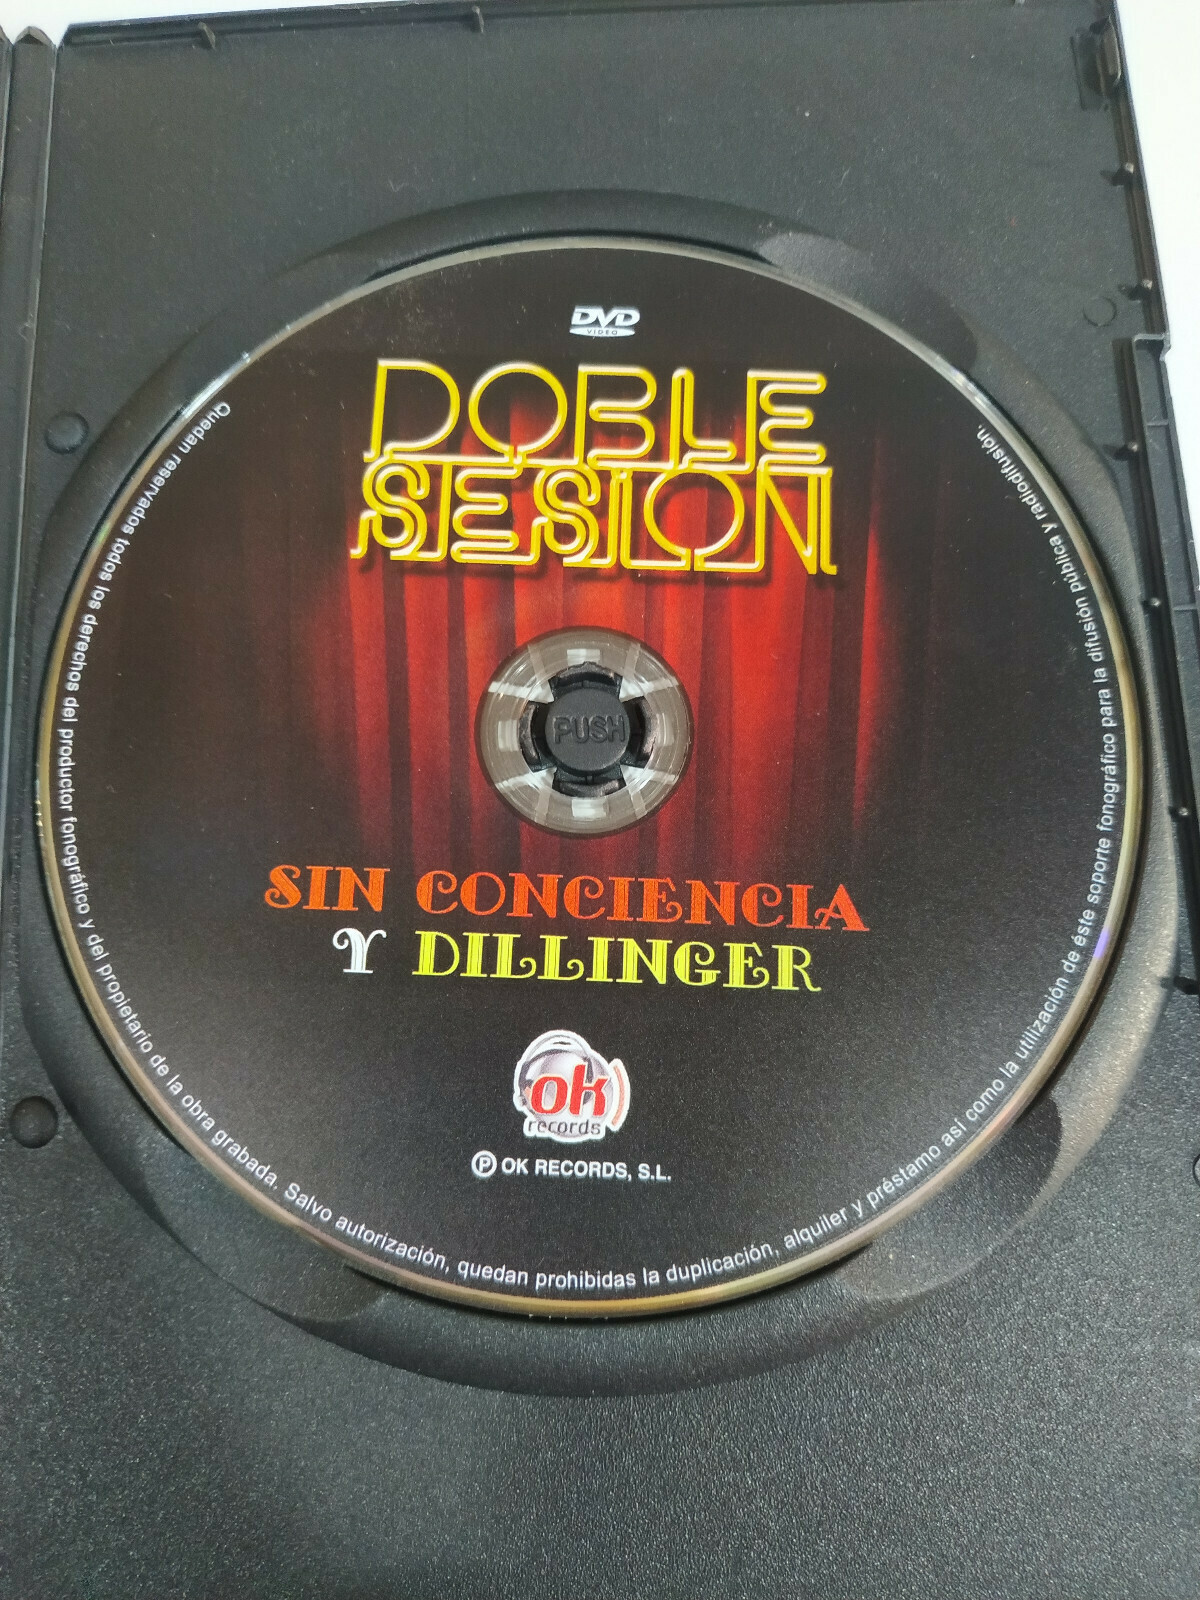 DVD
VIDEO
DOBLE
SESION
PUSH
SIN CONCIENCIA
Y DILLINGER
ok
records
Ⓟ OK RECORDS, S.L.
Quedan reservados todos los derechos del productor fonográfico y del propietario de la obra grabada. Salvo autorización, quedan prohibidas la duplicación, alquiler y préstamo así como la utilización de éste soporte fonográfico para la difusión pública y radiodifusión.